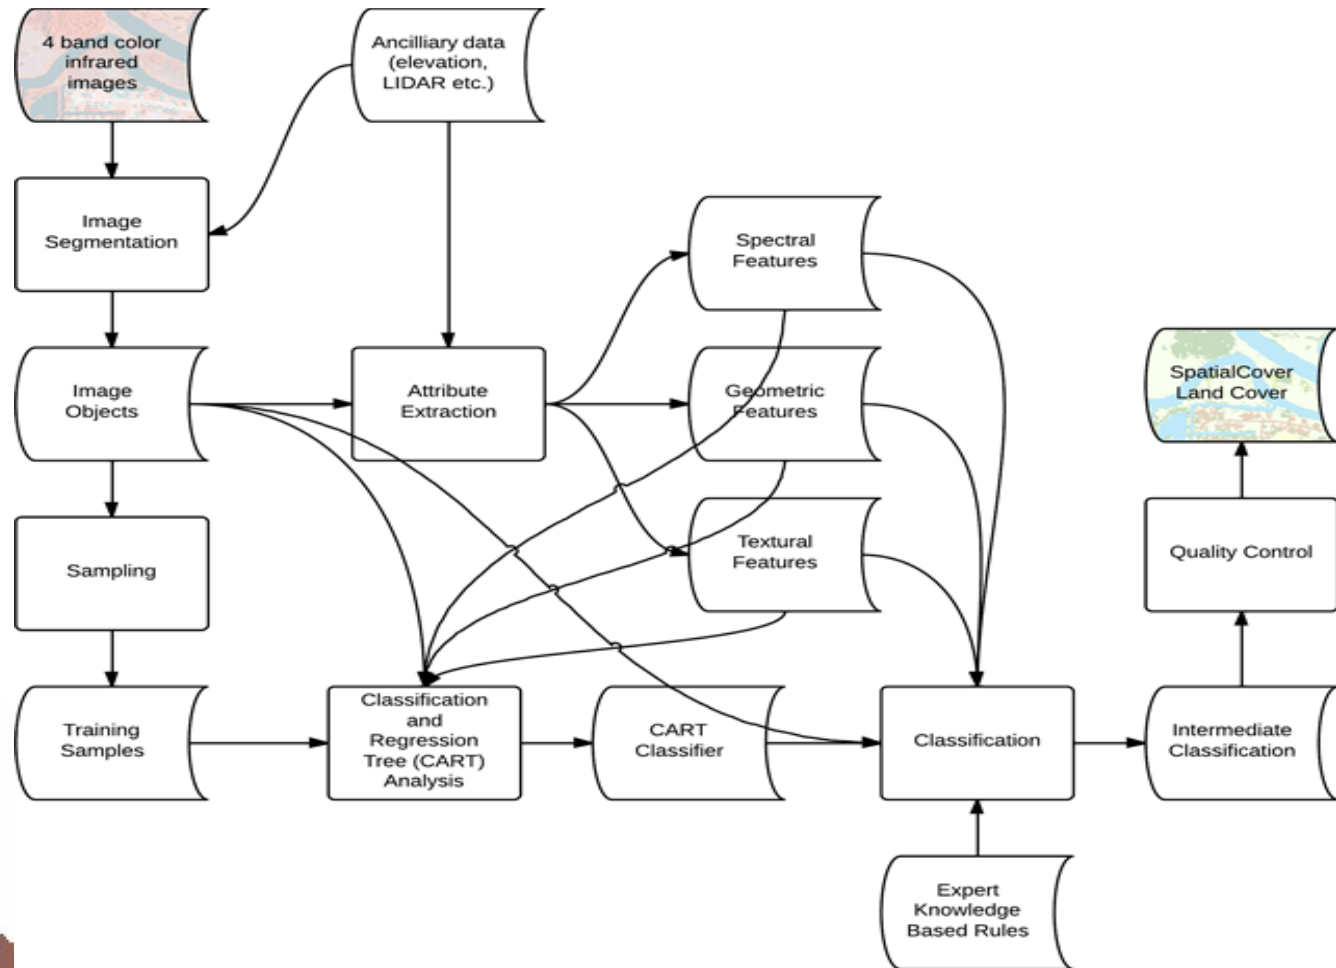 4 band color
infrared
images
Ancilliary data
(elevation,
LIDAR etc.)
Image
Segmentation
Spectral
Features
Image
Objects
Attribute
Extraction
Geometric
Features
SpatialCover
Land Cover
Sampling
Textural
Features
Quality Control
Training
Samples
Classification
and
Regression
Tree (CART)
Analysis
CART
Classifier
Classification
Intermediate
Classification
Expert
Knowledge
Based Rules